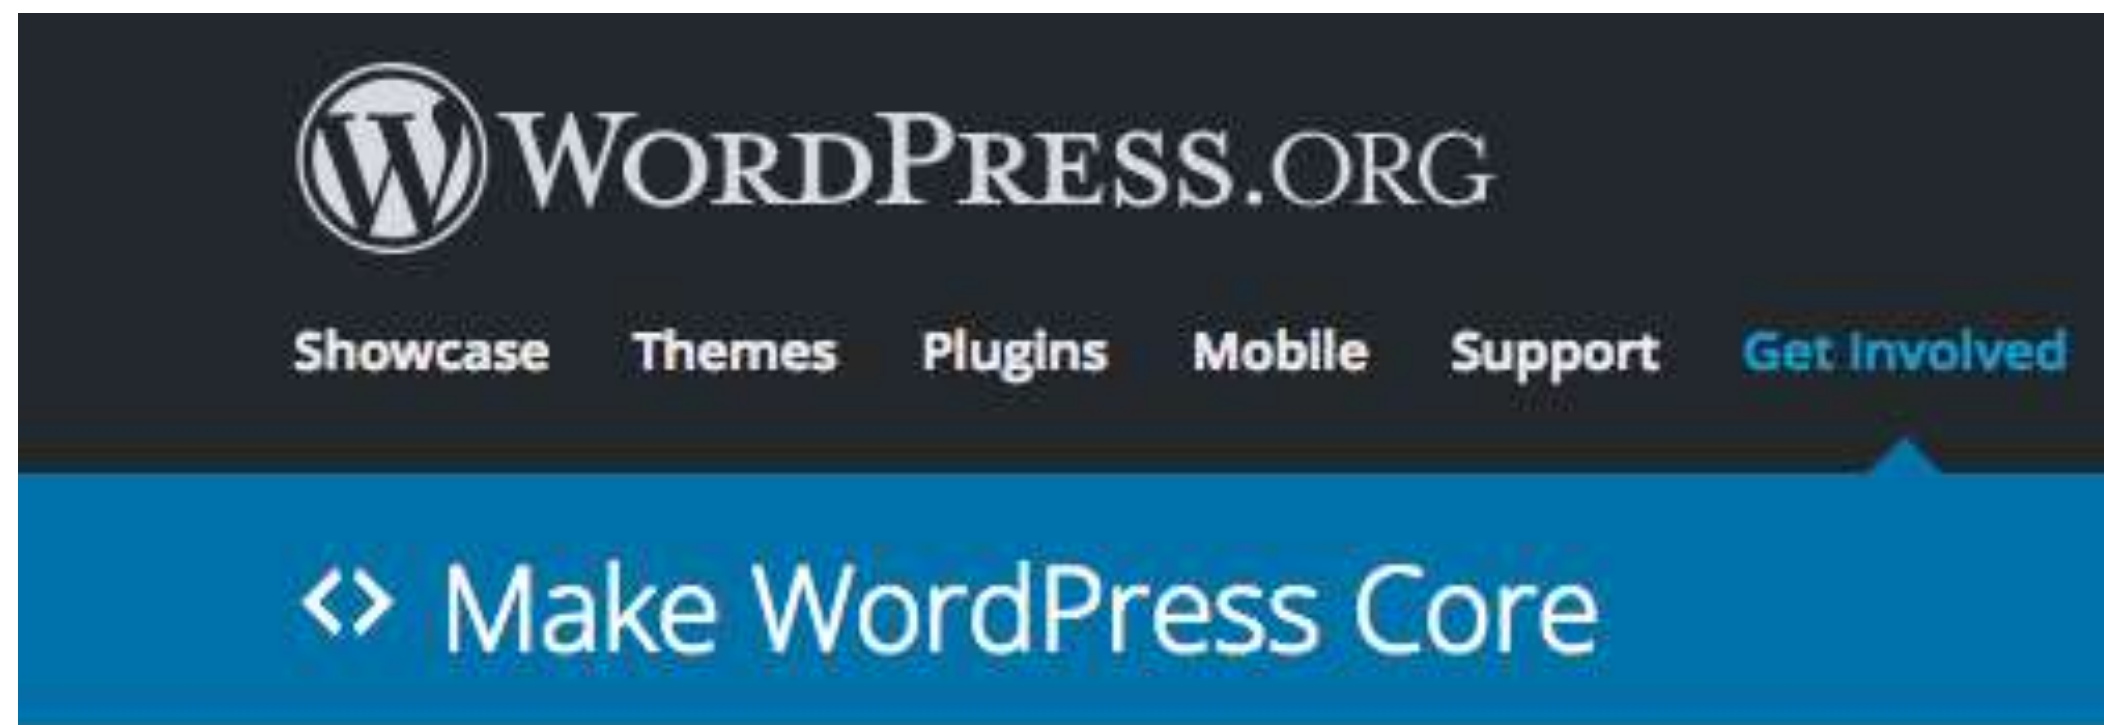 WORDPRESS.ORG
Showcase Themes Plugins Mobile Support Get Involved
<> Make WordPress Core